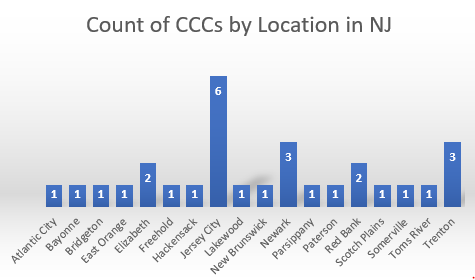 Count of CCCs by Location in NJ
1 1 1 1 2 1 1 6 1 1 3 1 1 2 1 1 1 3
Atlantic City
Bayonne
Bridgeton
East Orange
Elizabeth
Freehold
Hackensack
Jersey City
Lakewood
New Brunswick
Newark
Parsippany
Paterson
Red Bank
Scotch Plains
Somerville
Toms River
Trenton